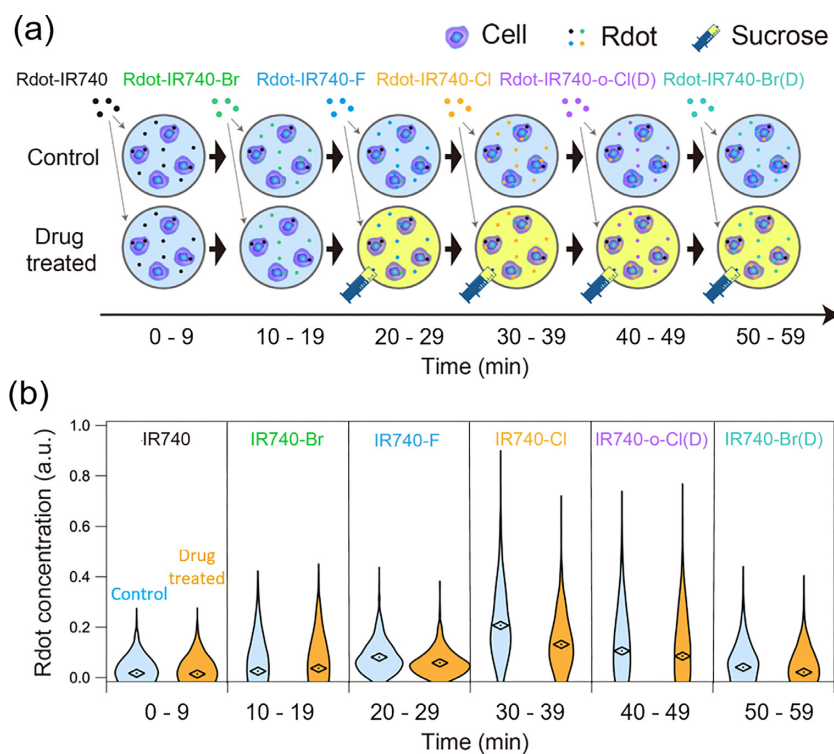 (a)
Cell
Rdot
Sucrose
Rdot-IR740
Rdot-IR740-Br
Rdot-IR740-F
Rdot-IR740-Cl
Rdot-IR740-o-Cl(D)
Rdot-IR740-Br(D)
Control
Drug
treated
0 - 9
10 - 19
20 - 29
30 - 39
40 - 49
50 - 59
Time (min)
(b)
Rdot concentration (a.u.)
1.0
0.8
0.6
0.4
0.2
0.0
IR740
IR740-Br
IR740-F
IR740-Cl
IR740-o-Cl(D)
IR740-Br(D)
Control
Drug
treated
0 - 9
10 - 19
20 - 29
30 - 39
40 - 49
50 - 59
Time (min)